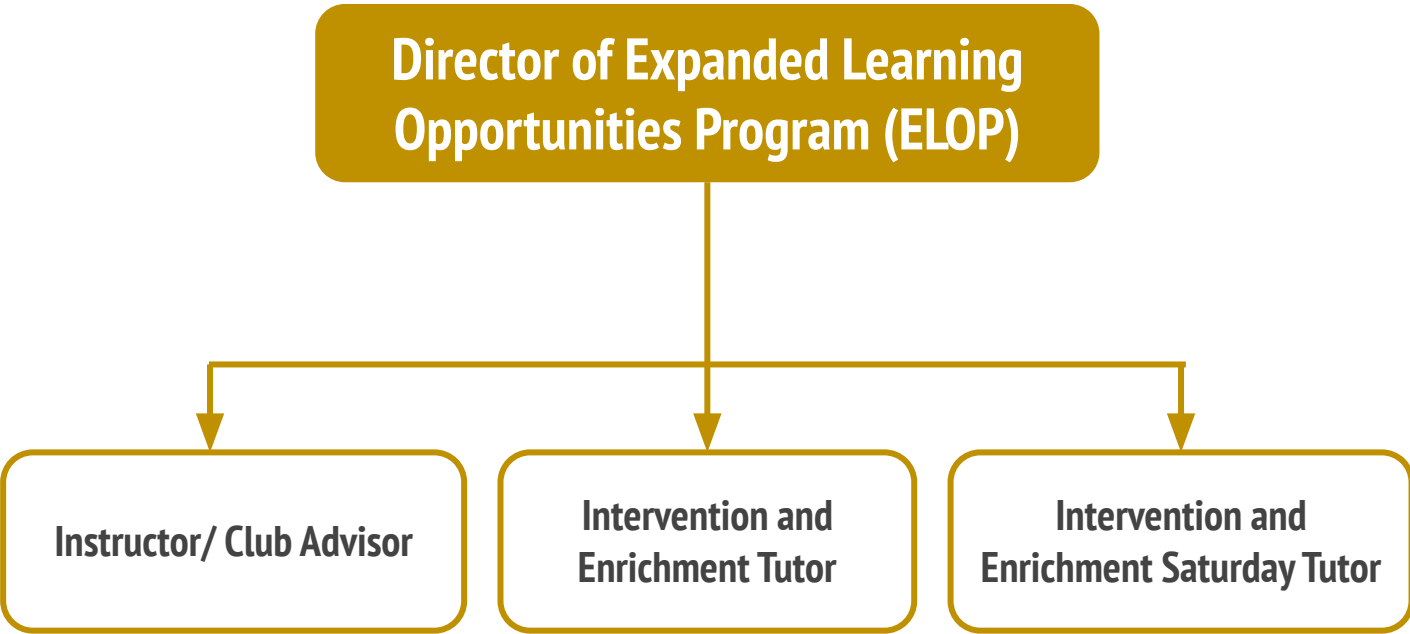 Director of Expanded Learning
Opportunities Program (ELOP)
Instructor/ Club Advisor
Intervention and
Enrichment Tutor
Intervention and
Enrichment Saturday Tutor